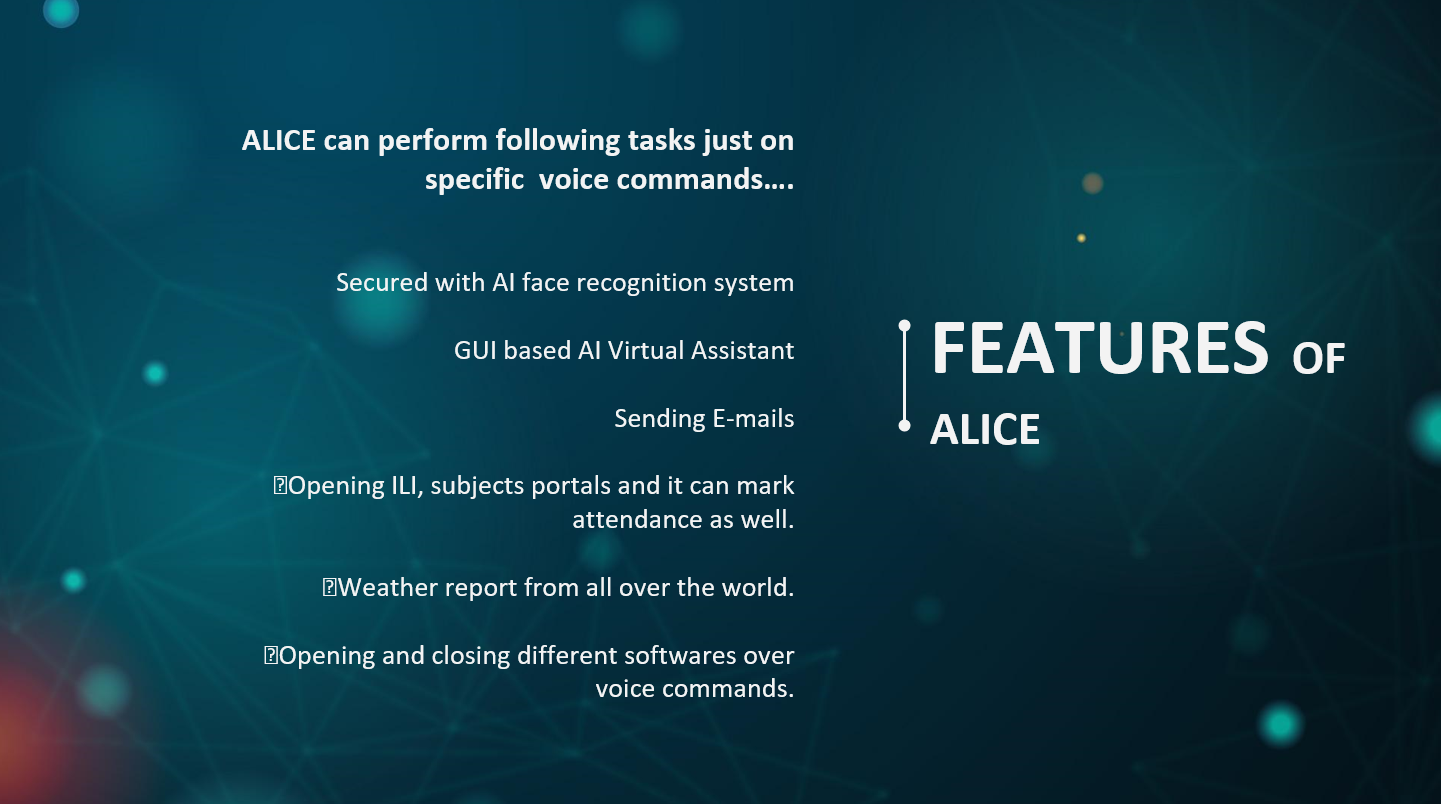 ALICE can perform following tasks just on
specific  voice commands....
Secured with AI face recognition system
GUI based AI Virtual Assistant
Sending E-mails
⍰Opening ILI, subjects portals and it can mark
attendance as well.
⍰Weather report from all over the world.
⍰Opening and closing different softwares over
voice commands.
FEATURES OF
ALICE